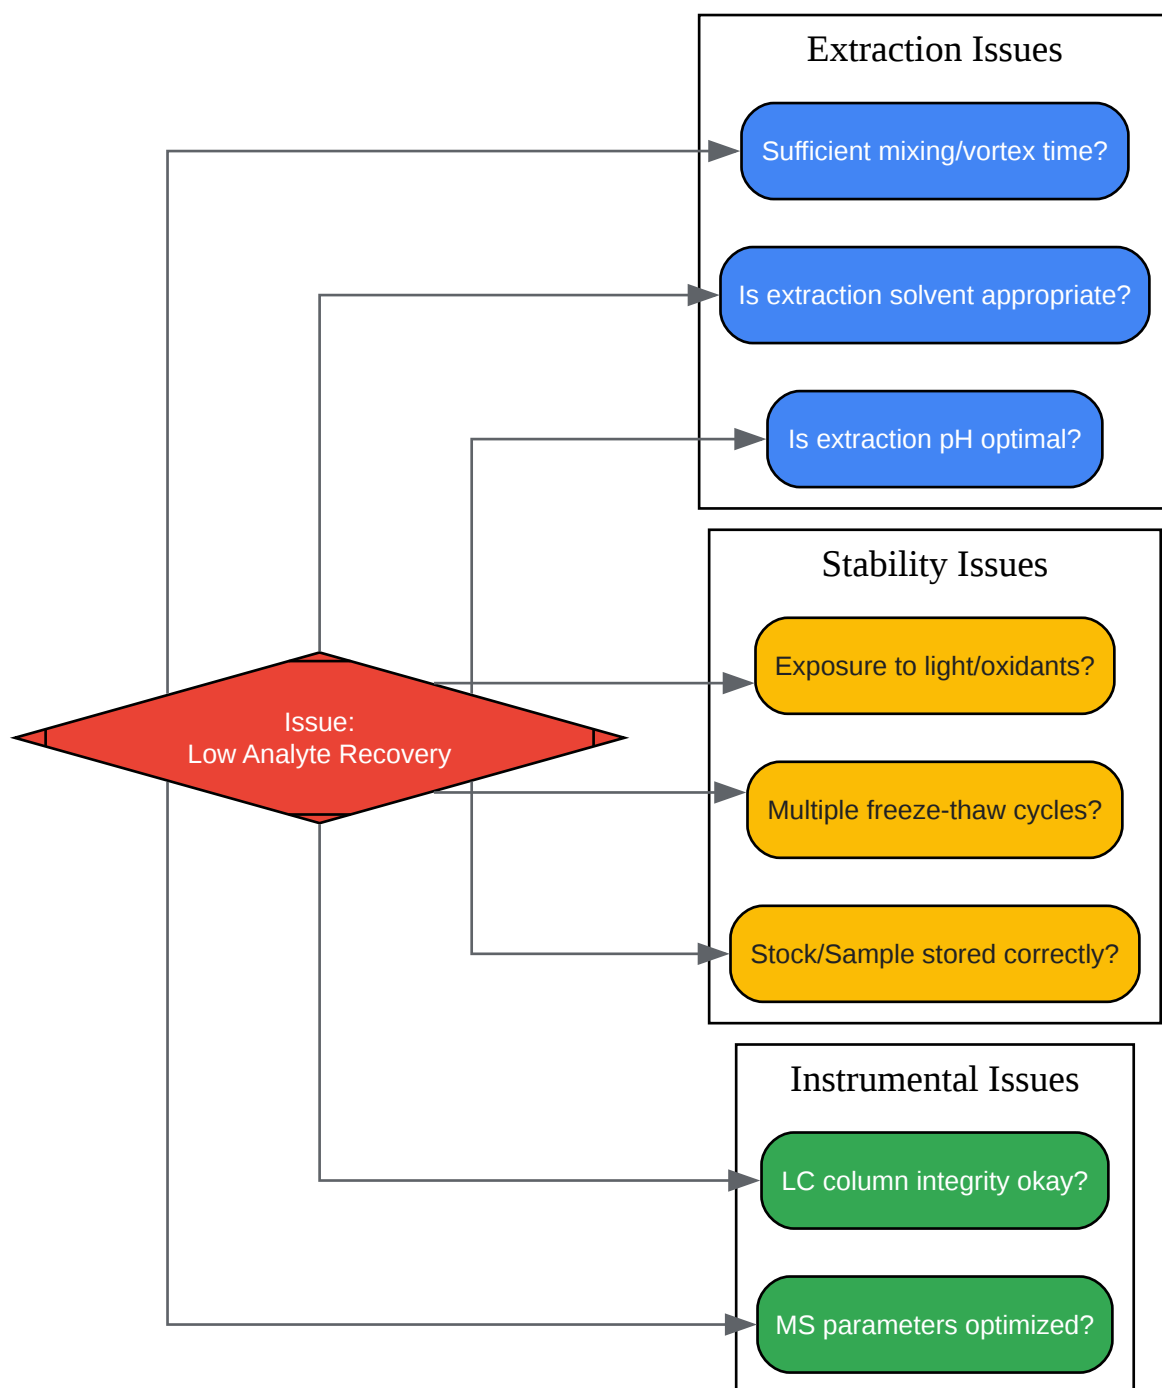 Extraction Issues
Sufficient mixing/vortex time?
Is extraction solvent appropriate?
Is extraction pH optimal?
Stability Issues
Exposure to light/oxidants?
Issue:
Low Analyte Recovery
Multiple freeze-thaw cycles?
Stock/Sample stored correctly?
Instrumental Issues
LC column integrity okay?
MS parameters optimized?